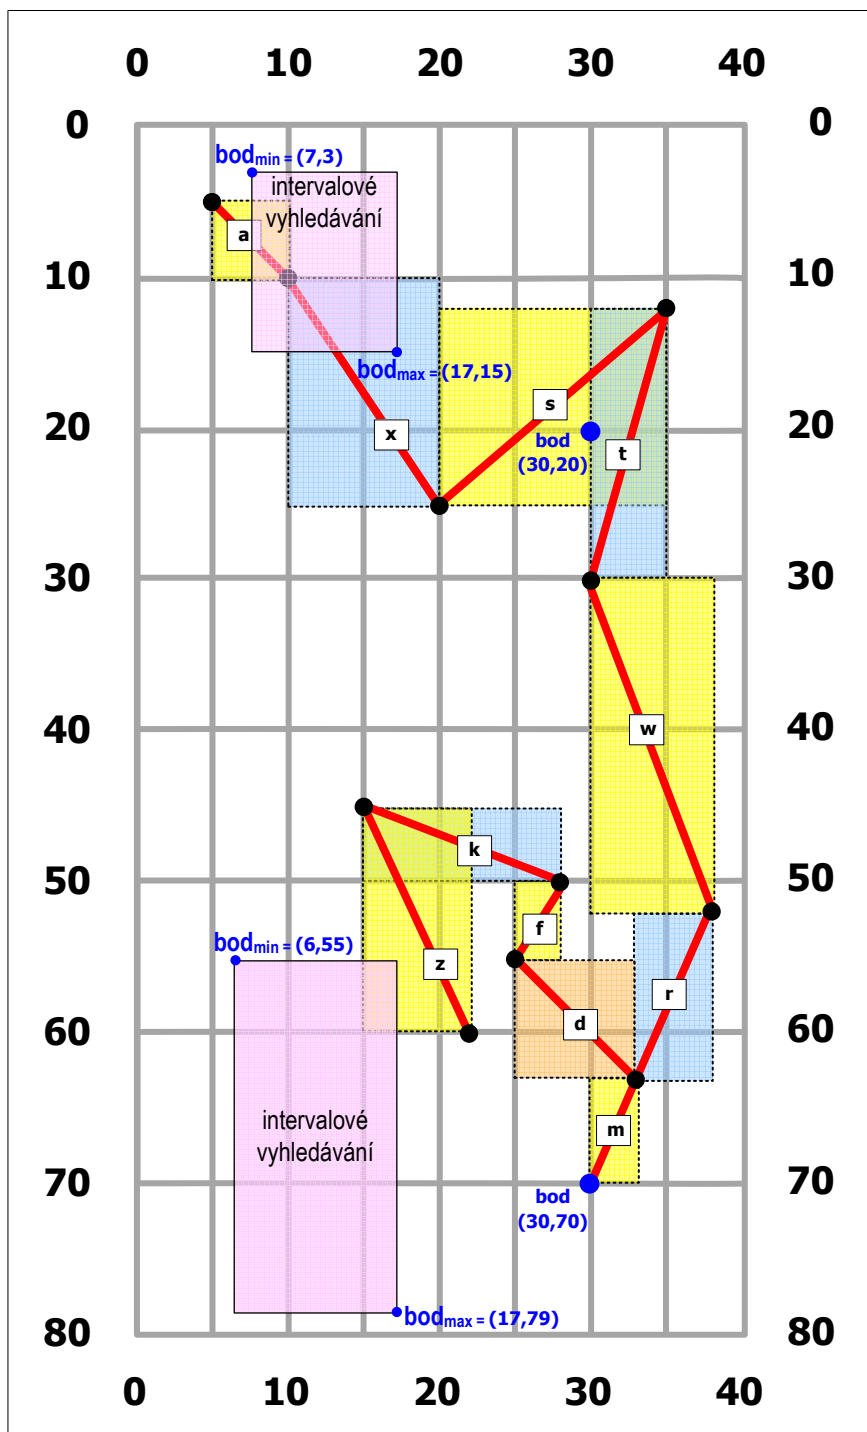 0 10 20 30 40
0 0
bodmin = (7,3)
intervalové
vyhledávání
a
10 10
bodmax = (17,15)
s
x
20 20
bod
(30,20)
t
30 30
40 40
w
k
50 50
f
bodmin = (6,55)
z
r
d
60 60
intervalové
vyhledávání
m
70 70
bod
(30,70)
bodmax = (17,79)
80 80
0 10 20 30 40